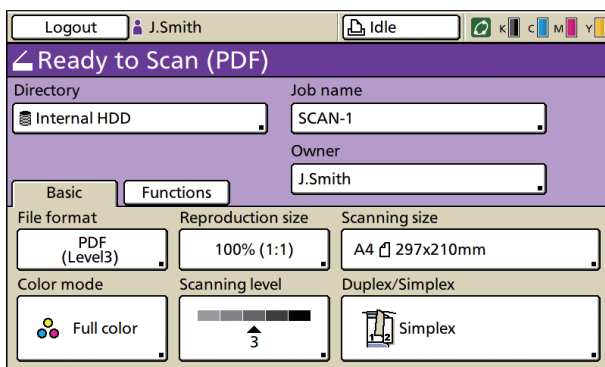 Logout
J.Smith
Idle
K C M Y
Ready to Scan (PDF)
Directory
Job name
Internal HDD
SCAN-1
Owner
J.Smith
Basic
Functions
File format
Reproduction size
Scanning size
PDF
(Level3)
100% (1:1)
A4 297x210mm
Color mode
Scanning level
Duplex/Simplex
Full color
3
1 2
Simplex